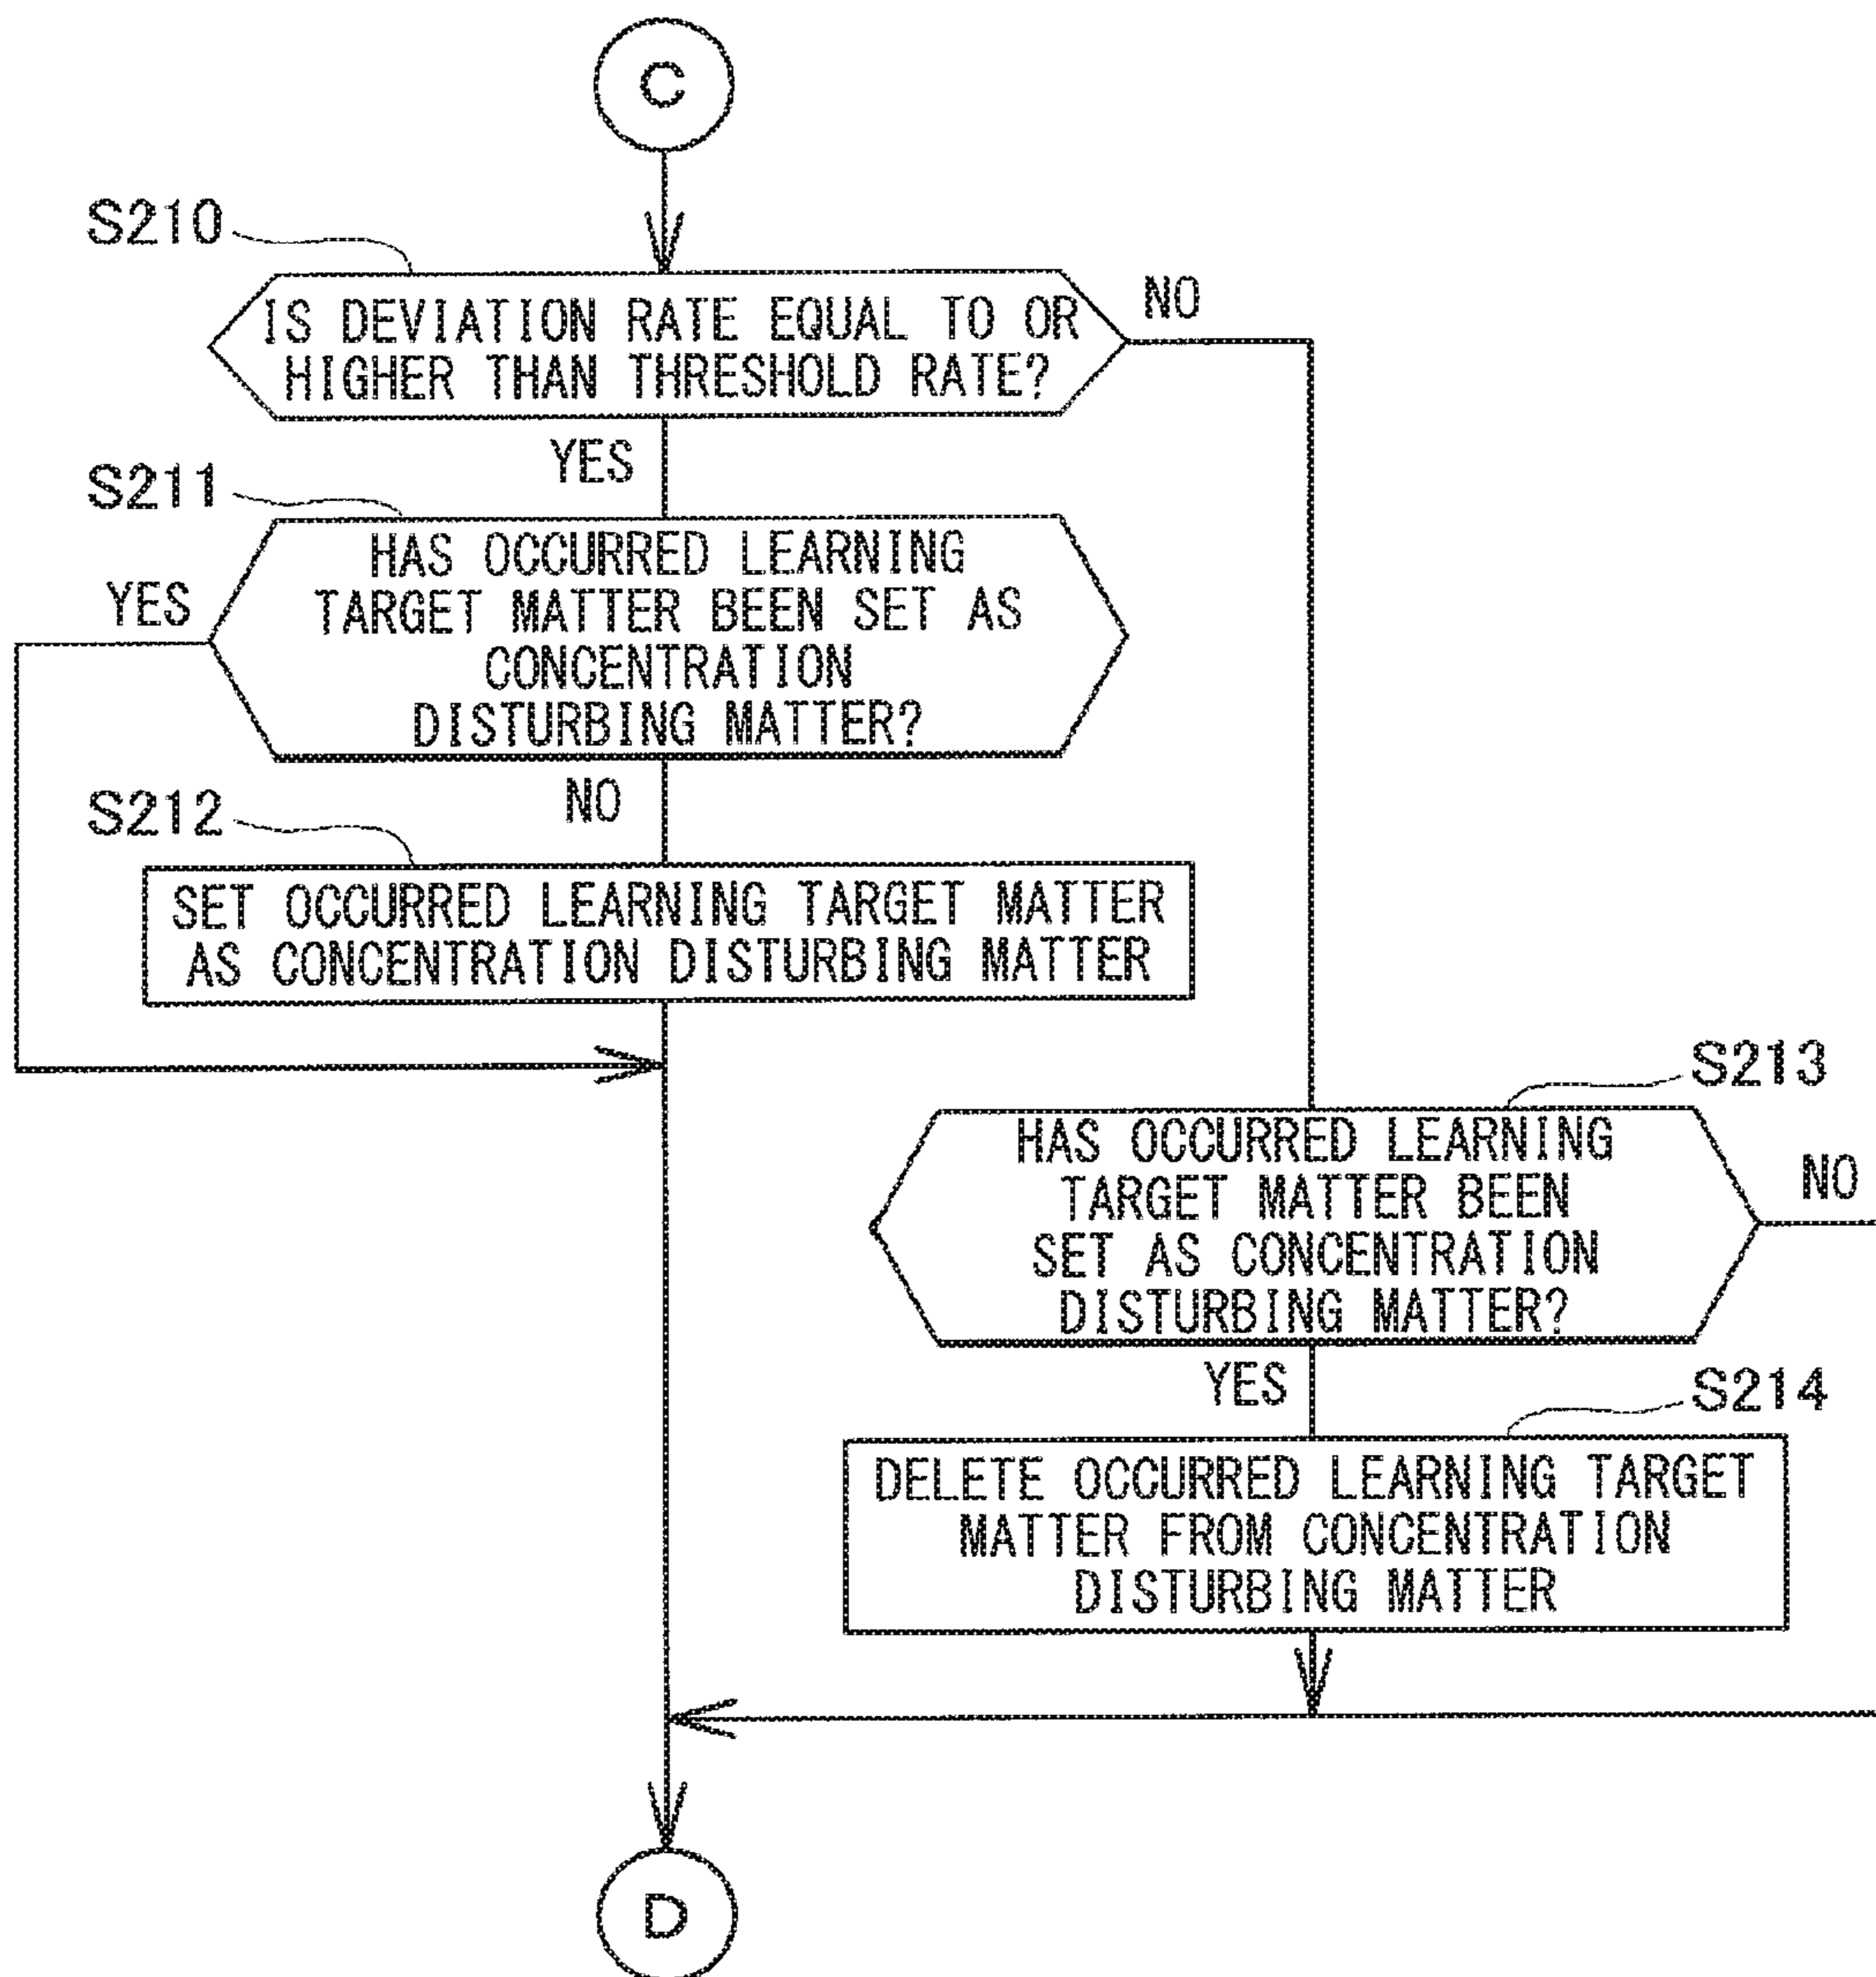 C
S210
IS DEVIATION RATE EQUAL TO OR
HIGHER THAN THRESHOLD RATE?
NO
YES
S211
HAS OCCURRED LEARNING
TARGET MATTER BEEN SET AS
CONCENTRATION
DISTURBING MATTER?
YES
NO
S212
SET OCCURRED LEARNING TARGET MATTER
AS CONCENTRATION DISTURBING MATTER
S213
HAS OCCURRED LEARNING
TARGET MATTER BEEN
SET AS CONCENTRATION
DISTURBING MATTER?
NO
YES
S214
DELETE OCCURRED LEARNING TARGET
MATTER FROM CONCENTRATION
DISTURBING MATTER
D